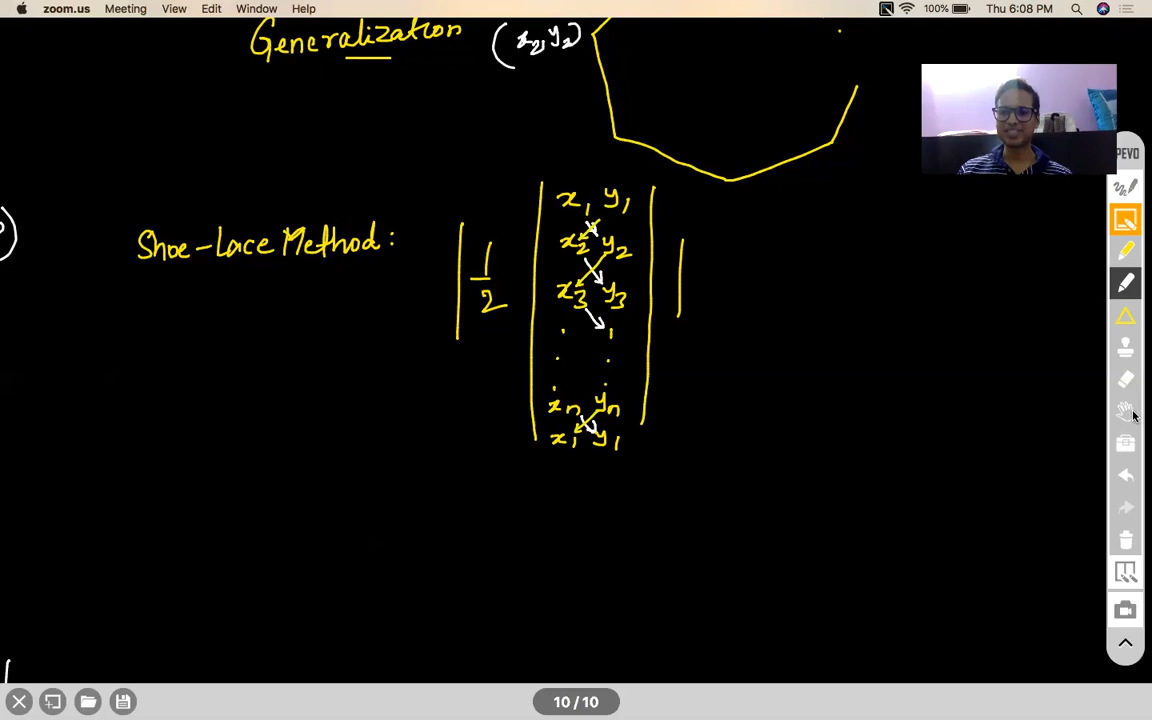 zoom.us Meeting View Edit Window Help 100% Thu 6:08 PM
Generalization (x2, y2)
PEVO
Shoe-Lace Method: | 1/2 | x1 y1
x2 y2
x3 y3
. .
. .
. .
xn yn
x1 y1 | |
10 / 10